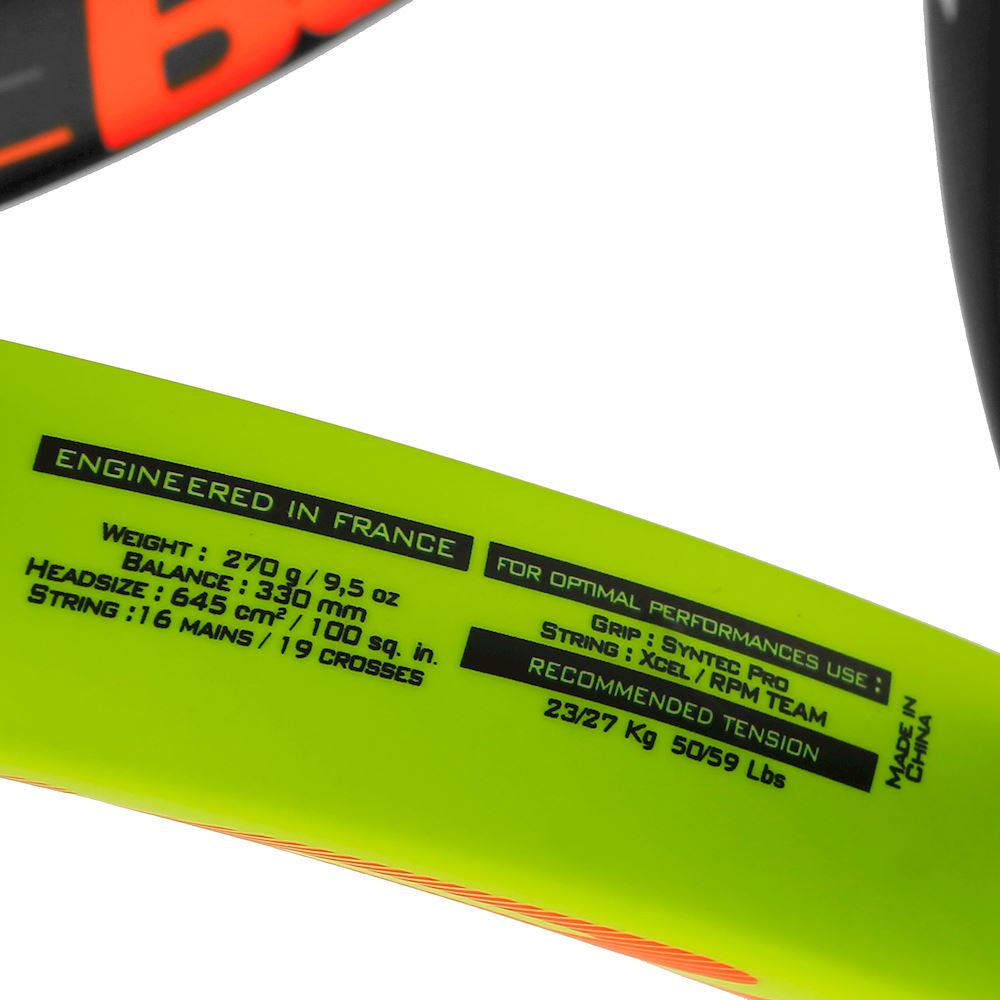 ENGINEERED IN FRANCE
WEIGHT : 270 g / 9,5 oz
BALANCE : 330 mm
HEADSIZE : 645 cm² / 100 sq. in.
STRING :16 MAINS / 19 CROSSES
FOR OPTIMAL PERFORMANCES USE :
GRIP : SYNTEC PRO
STRING : XCEL / RPM TEAM
RECOMMENDED TENSION
23/27 Kg 50/59 Lbs
MADE IN
CHINA